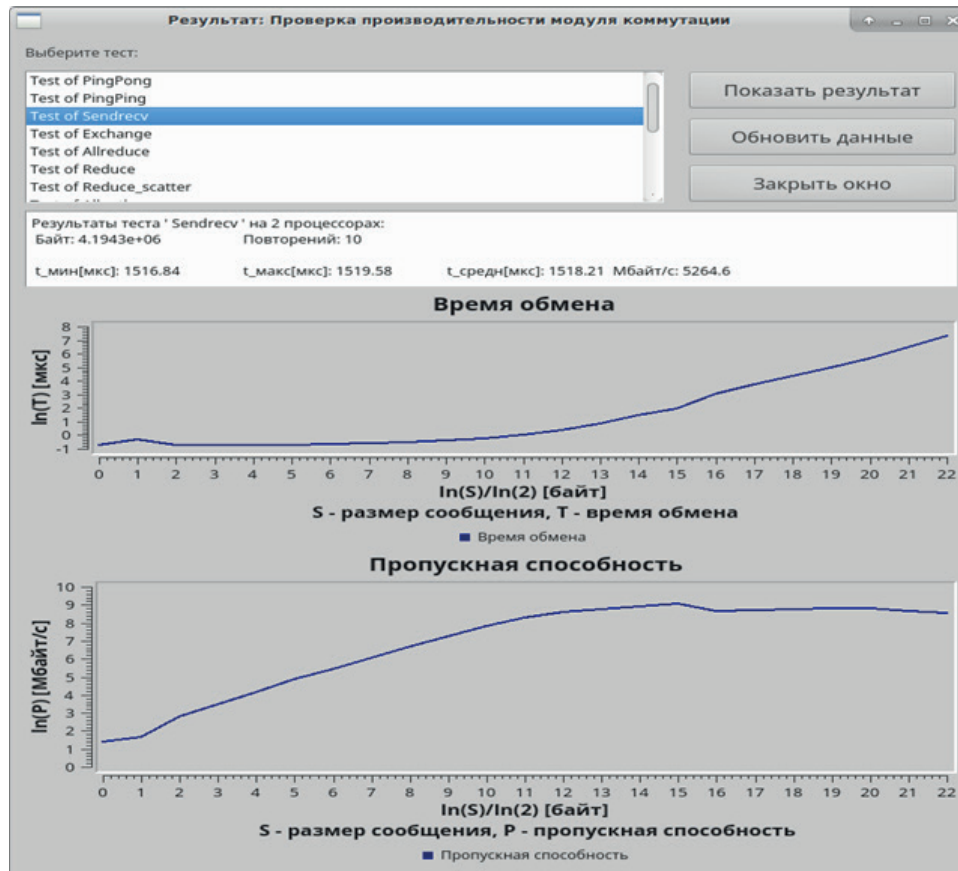 Результат: Проверка производительности модуля коммутации
Выберите тест:
Test of PingPong
Test of PingPing
Test of Sendrecv
Test of Exchange
Test of Allreduce
Test of Reduce
Test of Reduce_scatter
Показать результат
Обновить данные
Закрыть окно
Результаты теста ' Sendrecv ' на 2 процессорах:
Байт: 4.1943e+06 Повторений: 10
t_мин[мкс]: 1516.84 t_макс[мкс]: 1519.58 t_средн[мкс]: 1518.21 Мбайт/с: 5264.6
Время обмена
ln(T) [мкс]
8
7
6
5
4
3
2
1
0
-1
0 1 2 3 4 5 6 7 8 9 10 11 12 13 14 15 16 17 18 19 20 21 22
ln(S)/ln(2) [байт]
S - размер сообщения, T - время обмена
Время обмена
Пропускная способность
ln(P) [Мбайт/с]
10
9
8
7
6
5
4
3
2
1
0
0 1 2 3 4 5 6 7 8 9 10 11 12 13 14 15 16 17 18 19 20 21 22
ln(S)/ln(2) [байт]
S - размер сообщения, P - пропускная способность
Пропускная способность